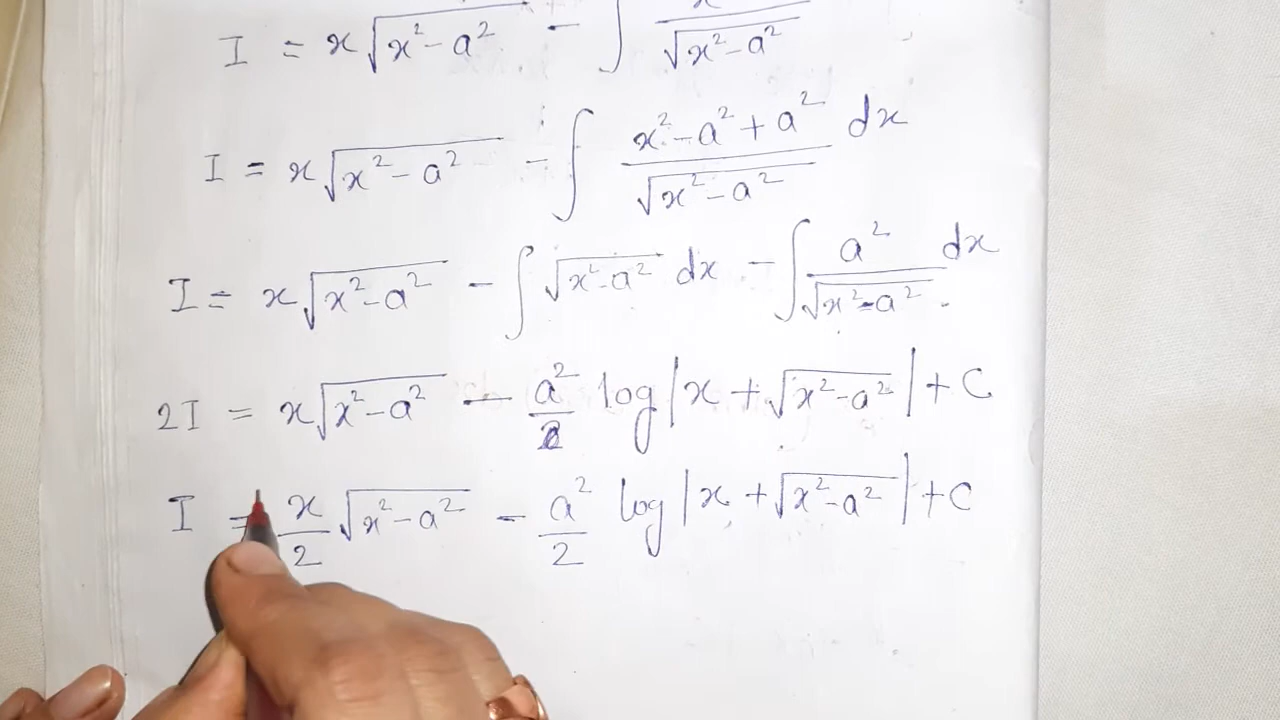 I = x√x²-a² - ∫ x²/√x²-a²
I = x√x²-a² - ∫ x²-a²+a²/√x²-a² dx
I = x√x²-a² - ∫ √x²-a² dx - ∫ a²/√x²-a² dx
2I = x√x²-a² - a²/2 log|x+√x²-a²|+C
I = x/2 √x²-a² - a²/2 log|x+√x²-a²|+C